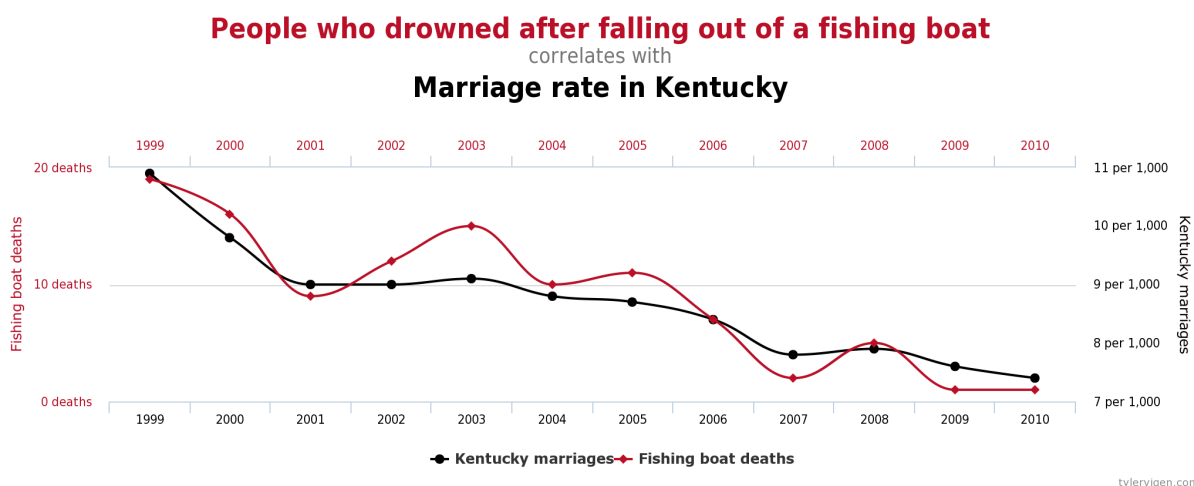 People who drowned after falling out of a fishing boat
correlates with
Marriage rate in Kentucky
1999 2000 2001 2002 2003 2004 2005 2006 2007 2008 2009 2010
20 deaths 11 per 1,000
10 per 1,000
10 deaths 9 per 1,000
8 per 1,000
0 deaths 7 per 1,000
Fishing boat deaths
Kentucky marriages
1999 2000 2001 2002 2003 2004 2005 2006 2007 2008 2009 2010
Kentucky marriages Fishing boat deaths
tylervigen.com